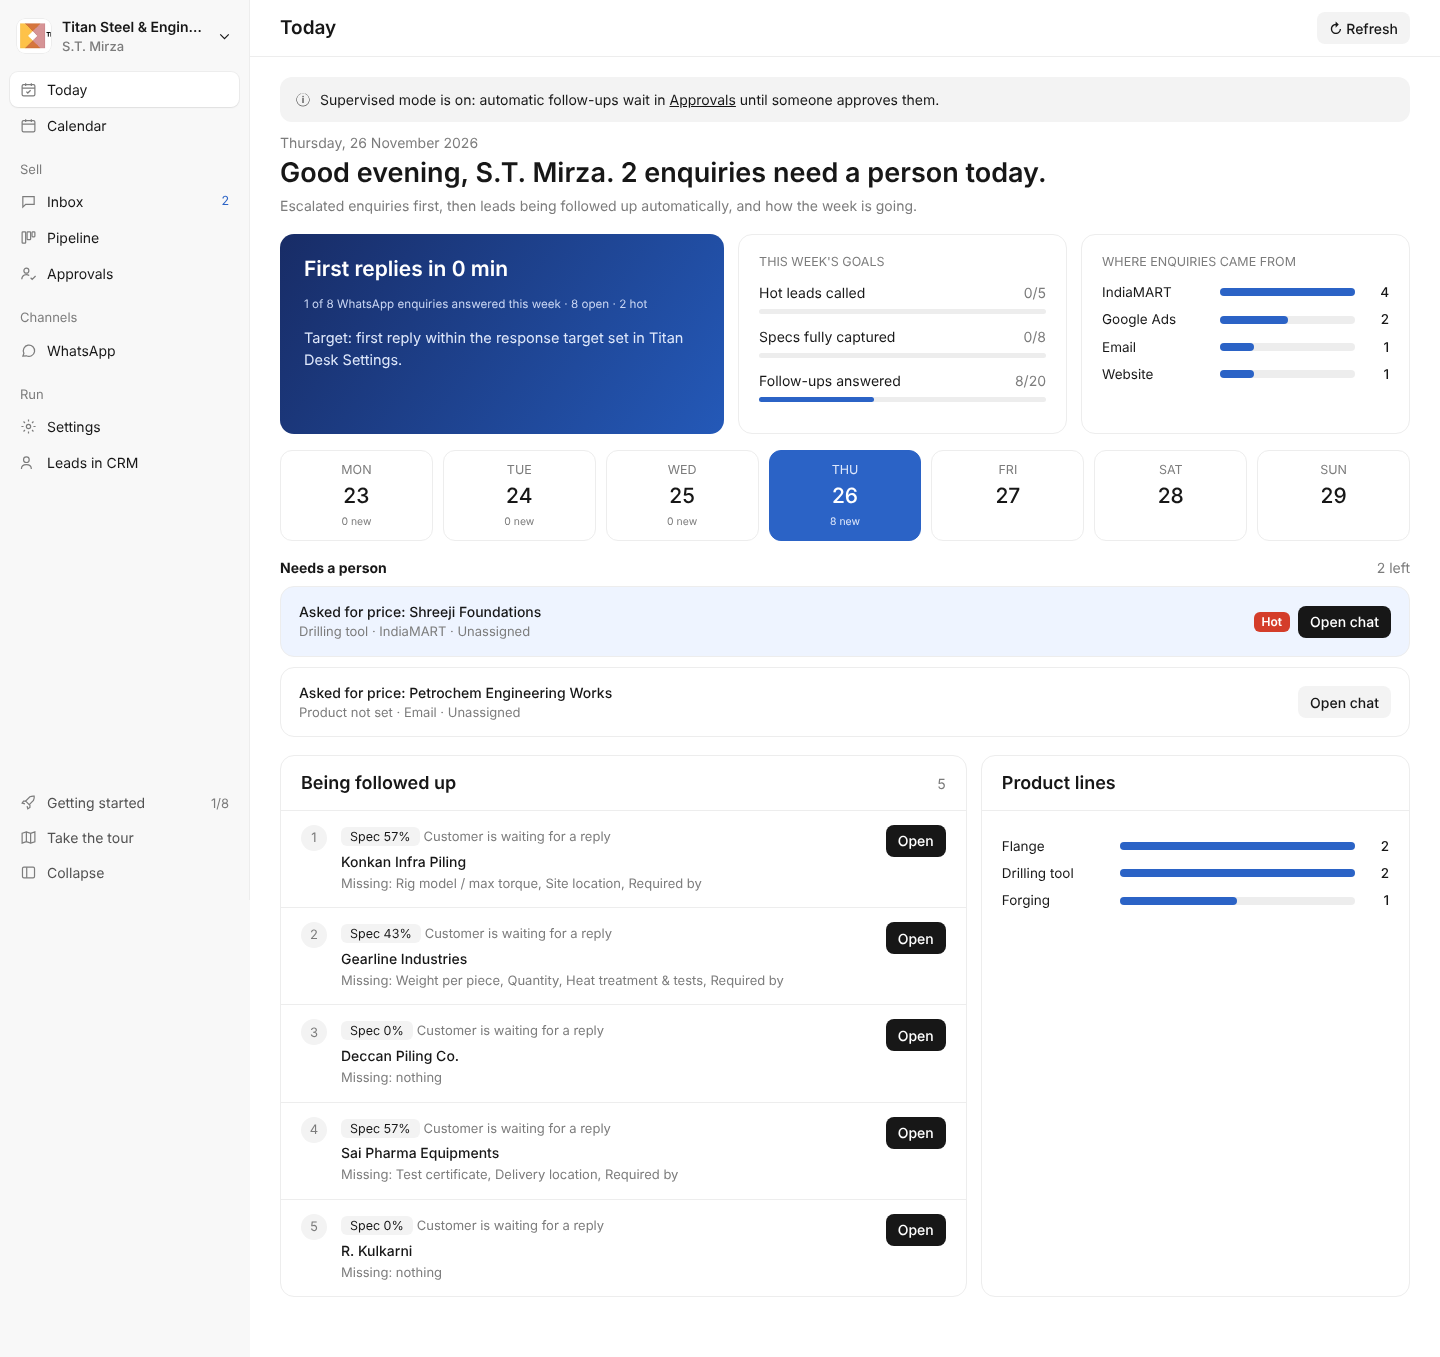 Titan Steel & Engin...
S.T. Mirza
Today
Calendar
Sell
Inbox 2
Pipeline
Approvals
Channels
WhatsApp
Run
Settings
Leads in CRM
Getting started 1/8
Take the tour
Collapse
Today
Refresh
Supervised mode is on: automatic follow-ups wait in Approvals until someone approves them.
Thursday, 26 November 2026
Good evening, S.T. Mirza. 2 enquiries need a person today.
Escalated enquiries first, then leads being followed up automatically, and how the week is going.
First replies in 0 min
1 of 8 WhatsApp enquiries answered this week · 8 open · 2 hot
Target: first reply within the response target set in Titan
Desk Settings.
THIS WEEK'S GOALS
Hot leads called 0/5
Specs fully captured 0/8
Follow-ups answered 8/20
WHERE ENQUIRIES CAME FROM
IndiaMART 4
Google Ads 2
Email 1
Website 1
MON
23
0 new
TUE
24
0 new
WED
25
0 new
THU
26
8 new
FRI
27
SAT
28
SUN
29
Needs a person 2 left
Asked for price: Shreeji Foundations
Drilling tool · IndiaMART · Unassigned
Hot Open chat
Asked for price: Petrochem Engineering Works
Product not set · Email · Unassigned
Open chat
Being followed up 5
1 Spec 57% Customer is waiting for a reply
Konkan Infra Piling
Missing: Rig model / max torque, Site location, Required by
Open
2 Spec 43% Customer is waiting for a reply
Gearline Industries
Missing: Weight per piece, Quantity, Heat treatment & tests, Required by
Open
3 Spec 0% Customer is waiting for a reply
Deccan Piling Co.
Missing: nothing
Open
4 Spec 57% Customer is waiting for a reply
Sai Pharma Equipments
Missing: Test certificate, Delivery location, Required by
Open
5 Spec 0% Customer is waiting for a reply
R. Kulkarni
Missing: nothing
Open
Product lines
Flange 2
Drilling tool 2
Forging 1